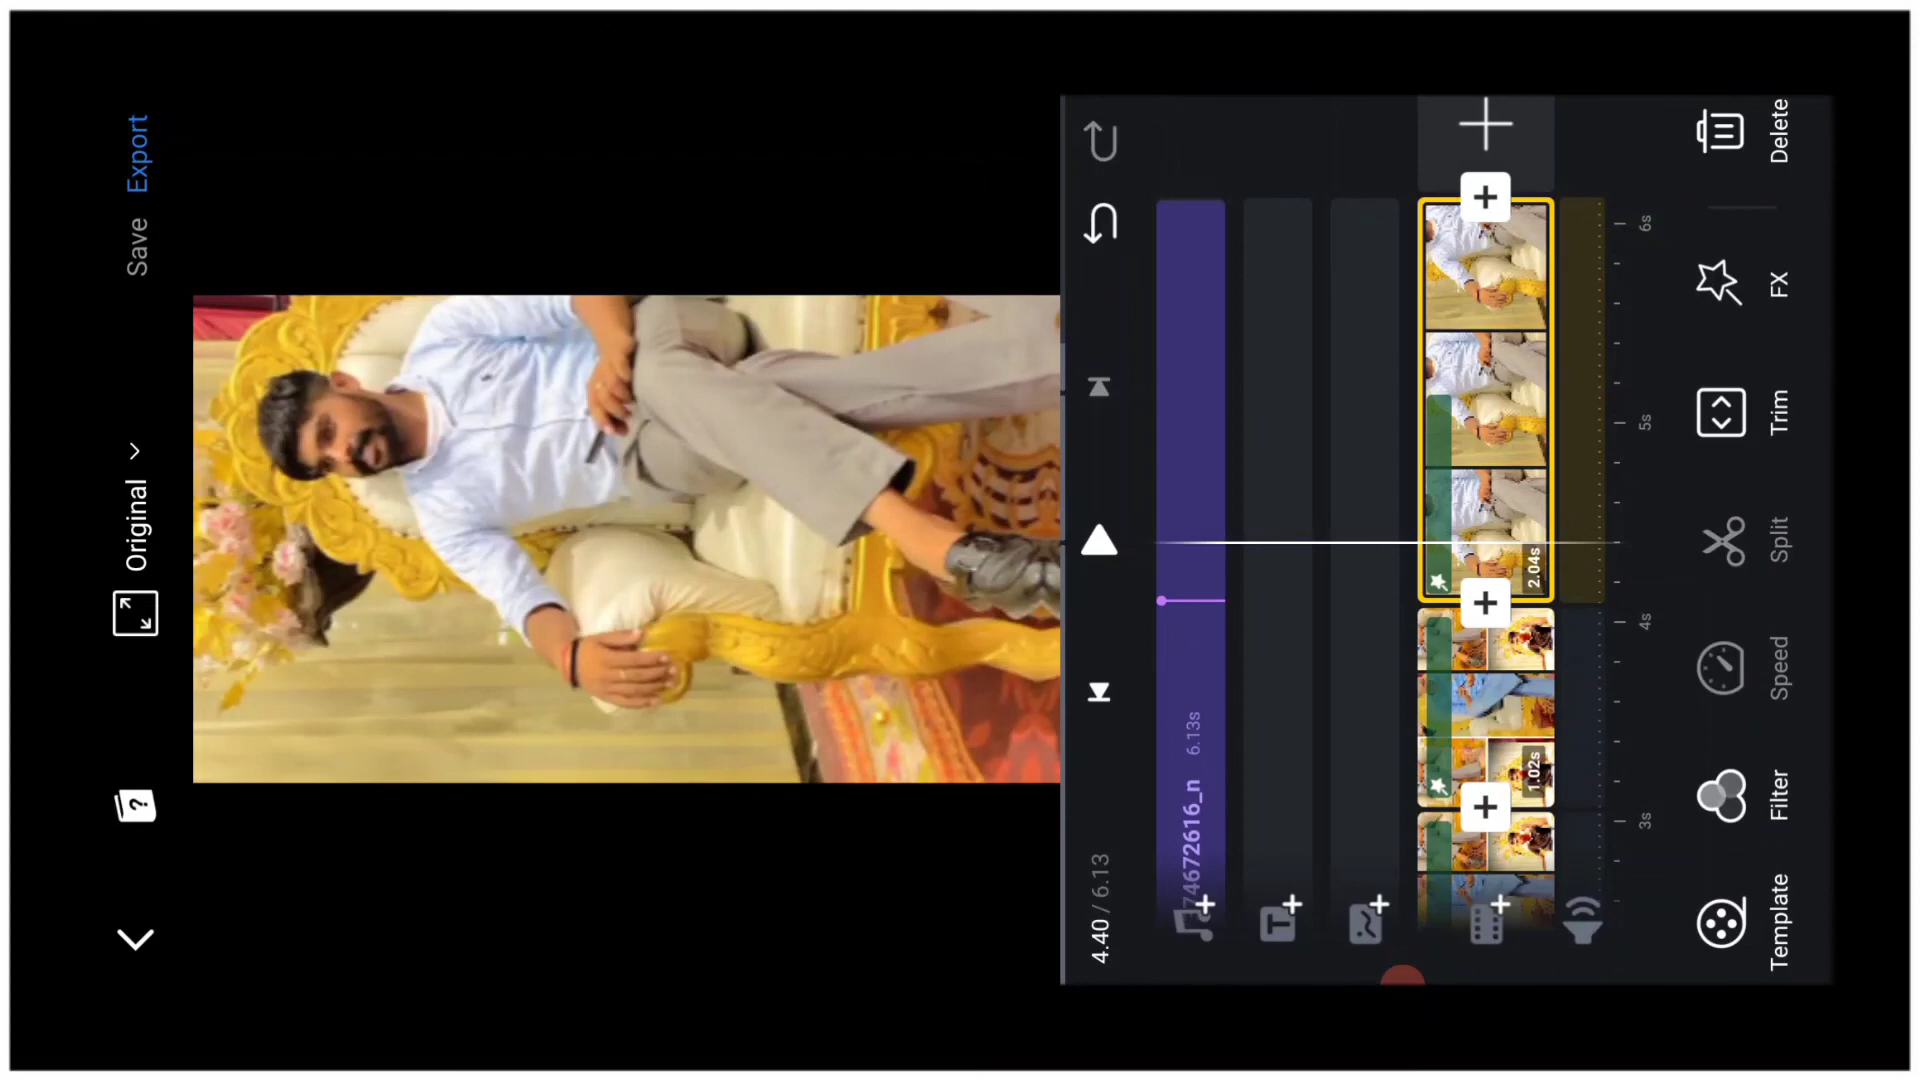 Original
Save
Export
4.40 / 6.13
74672616_n 6.13s
1.02s
2.04s
3s
4s
5s
6s
Template
Filter
Speed
Split
Trim
FX
Delete